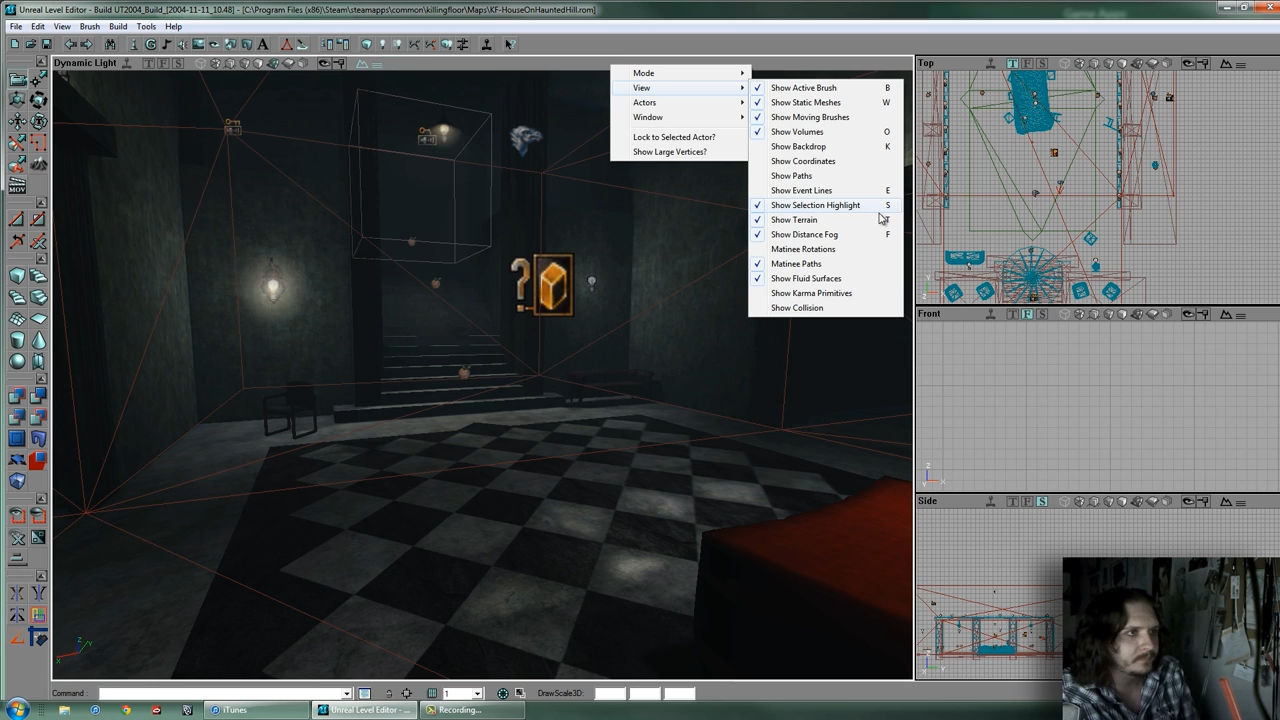 Unreal Level Editor - Build UT2004_Build_[2004-11-11_10.48] - [C:\Program Files (x86)\Steam\steamapps\common\killingfloor\Maps\KF-HouseOnHauntedHill.rom]
File Edit View Brush Build Tools Help
Dynamic Light T F S
Mode
View
Actors
Window
Lock to Selected Actor?
Show Large Vertices?
Show Active Brush B
Show Static Meshes W
Show Moving Brushes
Show Volumes O
Show Backdrop K
Show Coordinates
Show Paths
Show Event Lines E
Show Selection Highlight S
Show Terrain T
Show Distance Fog F
Matinee Rotations
Matinee Paths
Show Fluid Surfaces
Show Karma Primitives
Show Collision
Top T F S
Front T F S
Side T F S
MOV
?
Command : 1 DrawScale3D:
iTunes Unreal Level Editor - ... Recording...